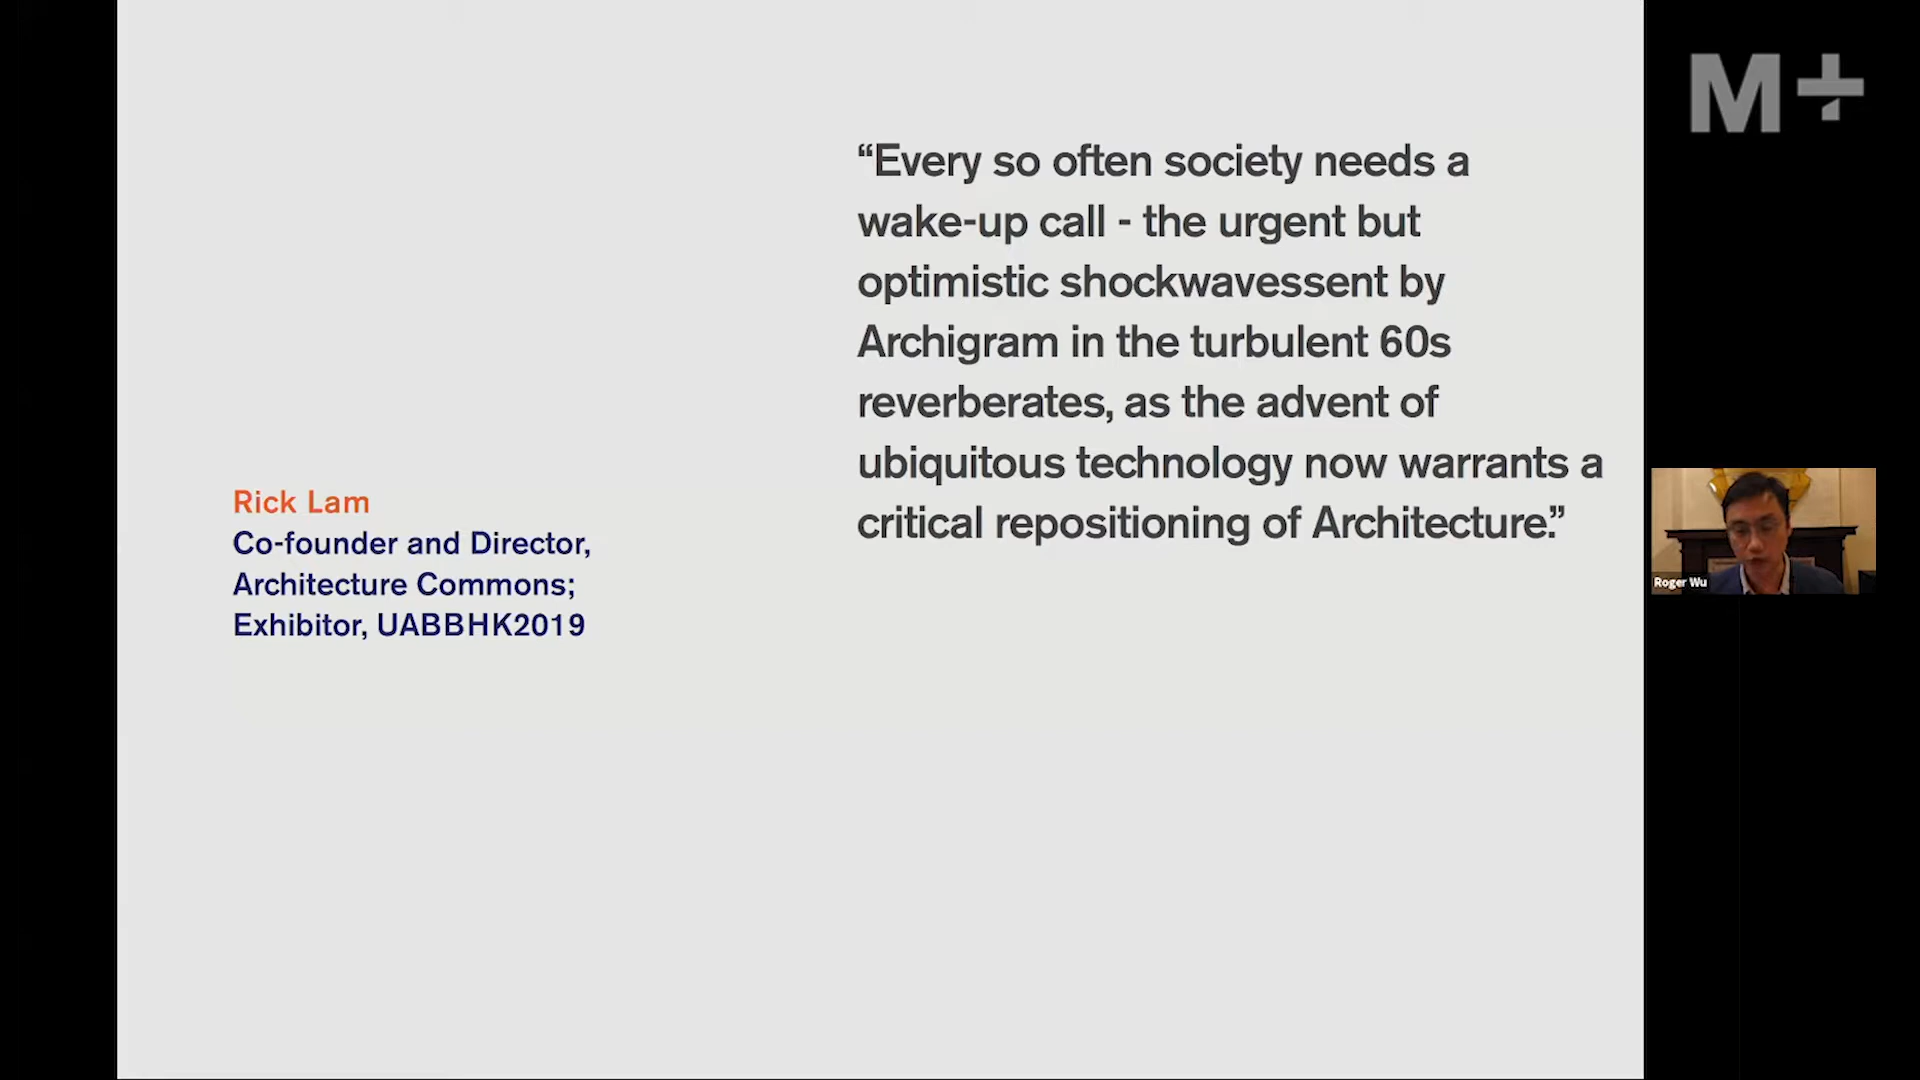 M+
“Every so often society needs a
wake-up call - the urgent but
optimistic shockwavessent by
Archigram in the turbulent 60s
reverberates, as the advent of
ubiquitous technology now warrants a
critical repositioning of Architecture.”
Rick Lam
Co-founder and Director,
Architecture Commons;
Exhibitor, UABBHK2019
Roger Wu